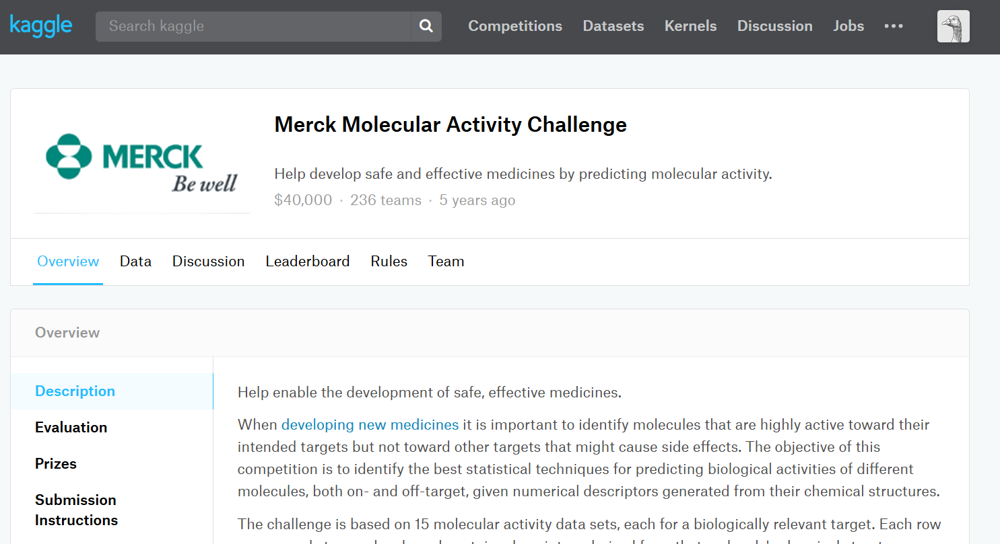 kaggle
Search kaggle
Competitions
Datasets
Kernels
Discussion
Jobs
MERCK
Be well
Merck Molecular Activity Challenge
Help develop safe and effective medicines by predicting molecular activity.
$40,000 · 236 teams · 5 years ago
Overview
Data
Discussion
Leaderboard
Rules
Team
Overview
Description
Evaluation
Prizes
Submission
Instructions
Help enable the development of safe, effective medicines.
When developing new medicines it is important to identify molecules that are highly active toward their
intended targets but not toward other targets that might cause side effects. The objective of this
competition is to identify the best statistical techniques for predicting biological activities of different
molecules, both on- and off-target, given numerical descriptors generated from their chemical structures.
The challenge is based on 15 molecular activity data sets, each for a biologically relevant target. Each row